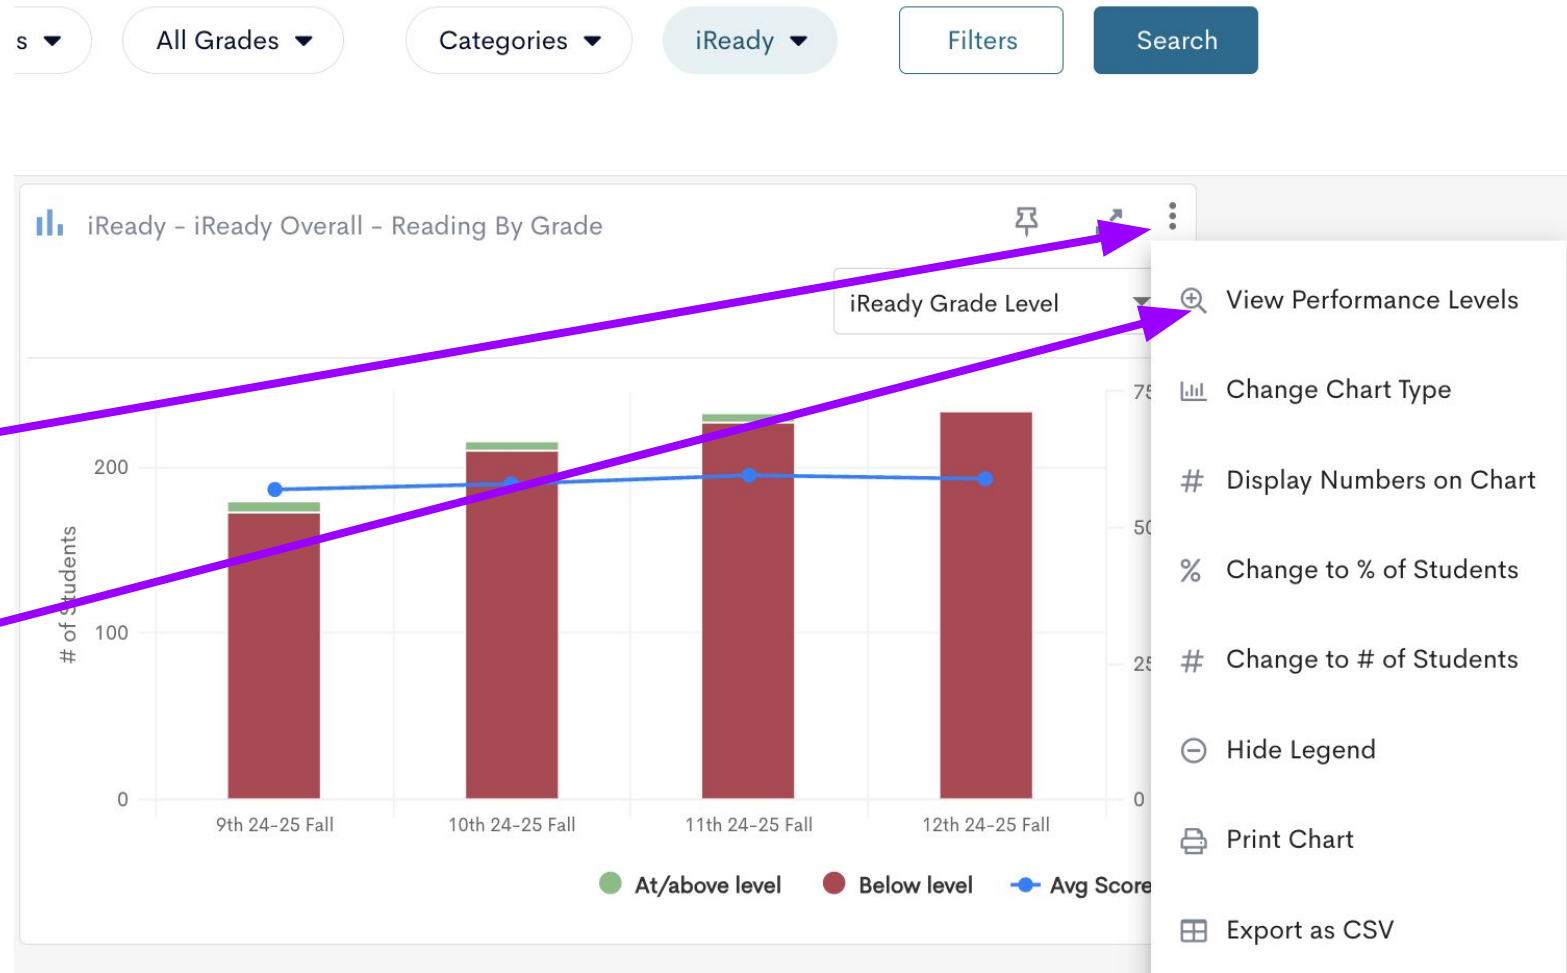 s
All Grades
Categories
iReady
Filters
Search
iReady - iReady Overall - Reading By Grade
iReady Grade Level
View Performance Levels
Change Chart Type
Display Numbers on Chart
Change to % of Students
Change to # of Students
Hide Legend
Print Chart
Export as CSV
# of Students
200
100
0
75
50
25
0
9th 24-25 Fall
10th 24-25 Fall
11th 24-25 Fall
12th 24-25 Fall
At/above level
Below level
Avg Score